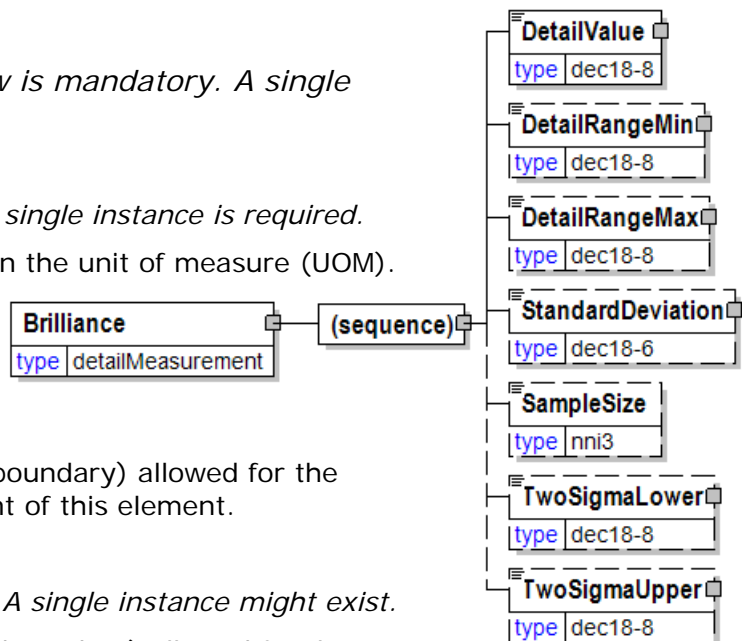 w is mandatory. A single
single instance is required.
n the unit of measure (UOM).
Brilliance
type detailMeasurement
(sequence)
boundary) allowed for the
nt of this element.
A single instance might exist.
DetailValue
type dec18-8
DetailRangeMin
type dec18-8
DetailRangeMax
type dec18-8
StandardDeviation
type dec18-6
SampleSize
type nni3
TwoSigmaLower
type dec18-8
TwoSigmaUpper
type dec18-8